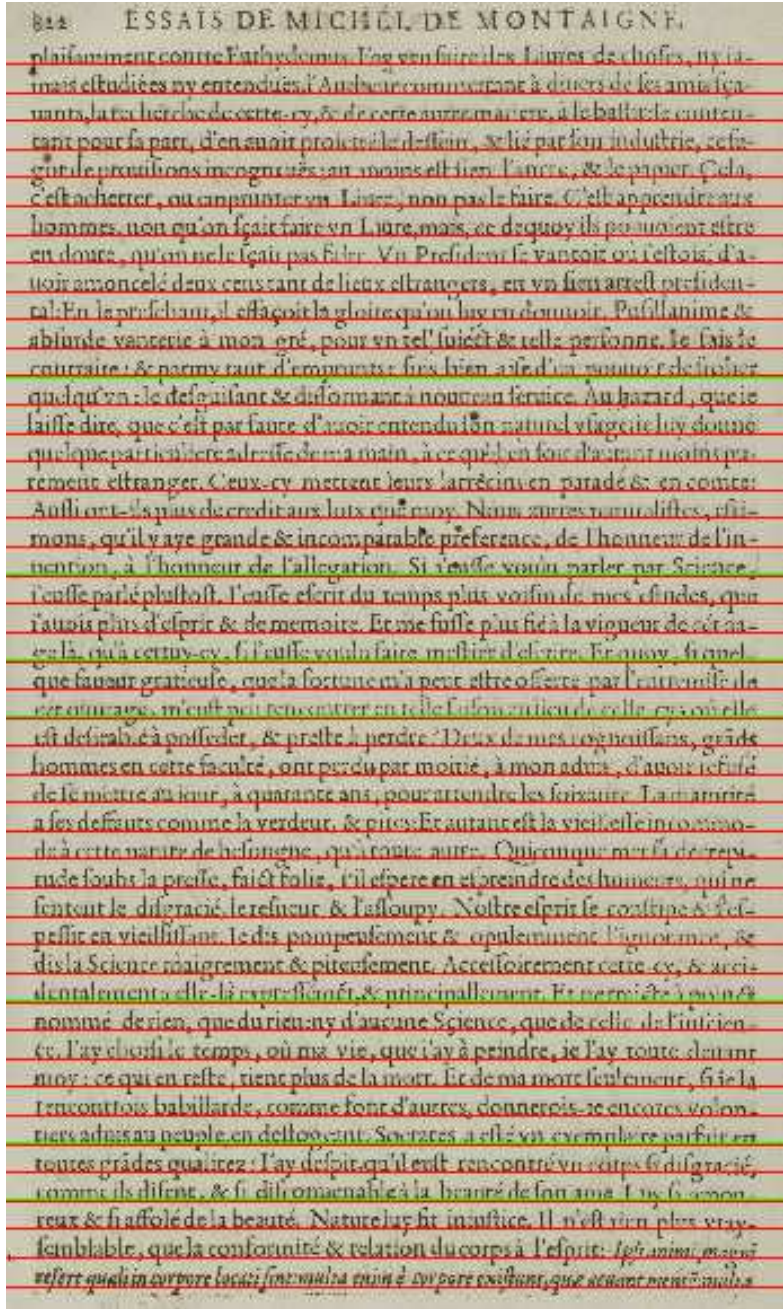 822 ESSAIS DE MICHEL DE MONTAIGNE.
plaisamment contre Euthydemus. I'ay veu faire des Liures de choses, ny ia-
mais estudiées ny entenduës: l'Autheur commettant à diuers de ses amis sça-
uants, la recherche de cette-cy, & de cette autre matiere, à le bastir: se conten-
tant pour sa part, d'en auoir proietté le dessein, & lié par son industrie, ce fa-
got de prouisions incogneuës: au moins est sien l'ancre, & le papier. Cela,
c'est achetter, ou emprunter vn Liure, non pas le faire. C'est apprendre aux
hommes, non qu'on sçait faire vn Liure, mais, ce dequoy ils pouuoient estre
en doute, qu'on ne le sçait pas faire. Vn President se vantoit où i'estois, d'a-
uoir amoncelé deux cens tant de lieux estrangers, en vn sien arrest presiden-
tal: En le preschant, il effaçoit la gloire qu'on luy en donnoit. Pusillanime &
absurde vanterie à mon gré, pour vn tel suiect & telle personne. Ie fais le
contraire: & parmy tant d'emprunts: suis bien aise d'en pouuoir desrober
quelqu'vn: le desguisant & difformant à nouueau seruice. Au hazard, que ie
laisse dire, que c'est par faute d'auoir entendu son naturel vsage: ie luy donne
quelque particuliere adresse de ma main, à ce qu'il en soit d'autant moins pu-
rement estranger. Ceux-cy mettent leurs larrecins en parade & en comte:
Aussi ont-ils plus de credit aux loix que moy. Nous autres naturalistes, esti-
mons, qu'il y aye grande & incomparable preference, de l'honneur de l'in-
uention, à l'honneur de l'allegation. Si i'eusse voulu parler par Science,
i'eusse parlé plustost. I'eusse escrit du temps plus voisin de mes estudes, que
i'auois plus d'esprit & de memoire. Et me fusse plus fié à la vigueur de cét aa-
ge là, qu'à cettuy-cy, si i'eusse voulu faire mestier d'escrire. Et quoy, si quel-
que faueur gratieuse, que la fortune m'a peut estre offerte par l'entremise de
cet ouurage, m'eust peu rencontrer en telle saison, au lieu de celle-cy: où elle
est desirable à posseder, & preste à perdre? Deux de mes cognoissans, grãds
hommes en cette faculté, ont perdu par moitié, à mon aduis, d'auoir refusé
de se mettre au iour, à quarante ans, pour attendre les soixante. La maturité
a ses deffauts comme la verdeur, & pires: Et autant est la vieillesse incommo-
de à cette nature de besongne, qu'à toute autre. Quiconque met sa decrepi-
tude soubs la presse, faict folie, s'il espere en espreindre des humeurs, qui ne
sentent le disgracié, le resueur & l'assoupy. Nostre esprit se constipe & s'es-
pessit en vieillissant. Ie dis pompeusement & opulemment l'ignorance, &
dis la Science maigrement & piteusement. Accessoirement cette-cy, & acci-
dentalement: celle-là expressémét, & principallement. Et ne traicte à poinct
nommé de rien, que du rien: ny d'aucune Science, que de celle de l'inscien-
ce. I'ay choisi le temps, où ma vie, que i'ay à peindre, ie l'ay toute deuant
moy: ce qui en reste, tient plus de la mort. Et de ma mort seulement, si ie la
rencontrois babillarde, comme font d'autres, donnerois-ie encores volon-
tiers aduis au peuple, en deslogeant. Socrates a esté vn exemplaire parfait en
toutes grãdes qualitez: I'ay despit, qu'il eust rencontré vn corps si disgracié,
comme ils disent, & si disconuenable à la beauté de son ame. Luy si amou-
reux & si affolé de la beauté. Nature luy fit iniustice. Il n'est rien plus vray-
semblable, que la conformité & relation du corps à l'esprit. Ipsi animi, magni
refert quali in corpore locati sint: multa enim è corpore existunt, quæ acuant mentẽ: multa